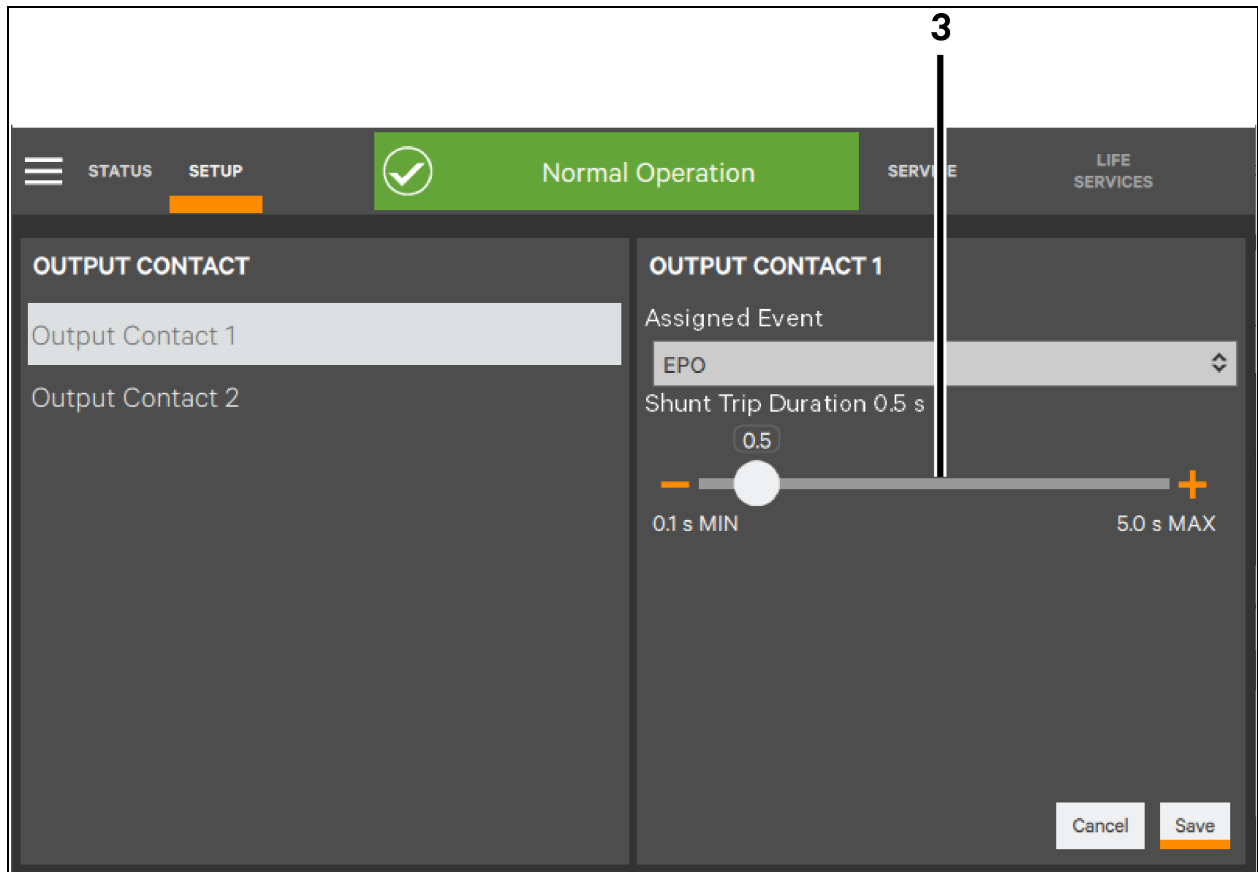 3
STATUS
SETUP
Normal Operation
SERVICE
LIFE
SERVICES
OUTPUT CONTACT
Output Contact 1
Output Contact 2
OUTPUT CONTACT 1
Assigned Event
EPO
Shunt Trip Duration 0.5 s
0.5
0.1 s MIN
5.0 s MAX
Cancel
Save